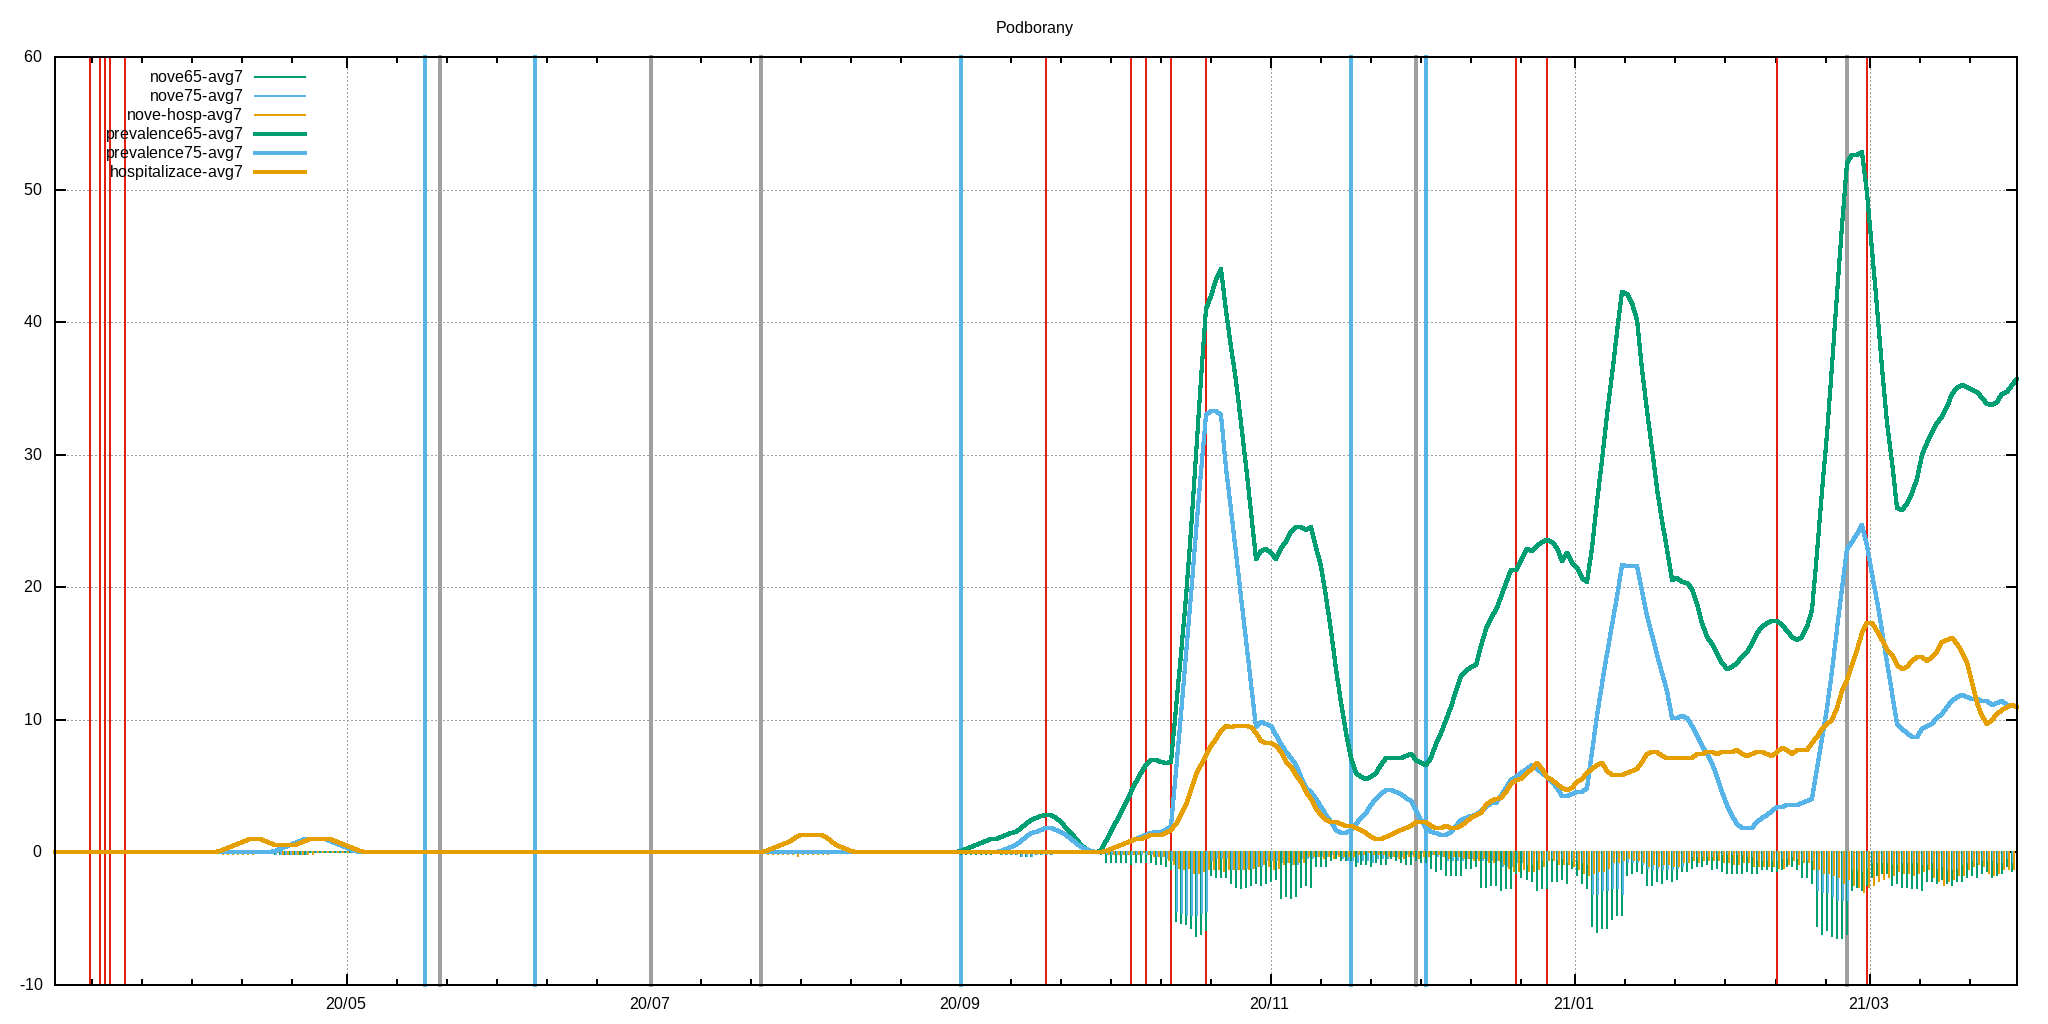 Podborany
60
nove65-avg7
nove75-avg7
nove-hosp-avg7
prevalence65-avg7
prevalence75-avg7
hospitalizace-avg7
50
40
30
20
10
0
-10
20/05
20/07
20/09
20/11
21/01
21/03